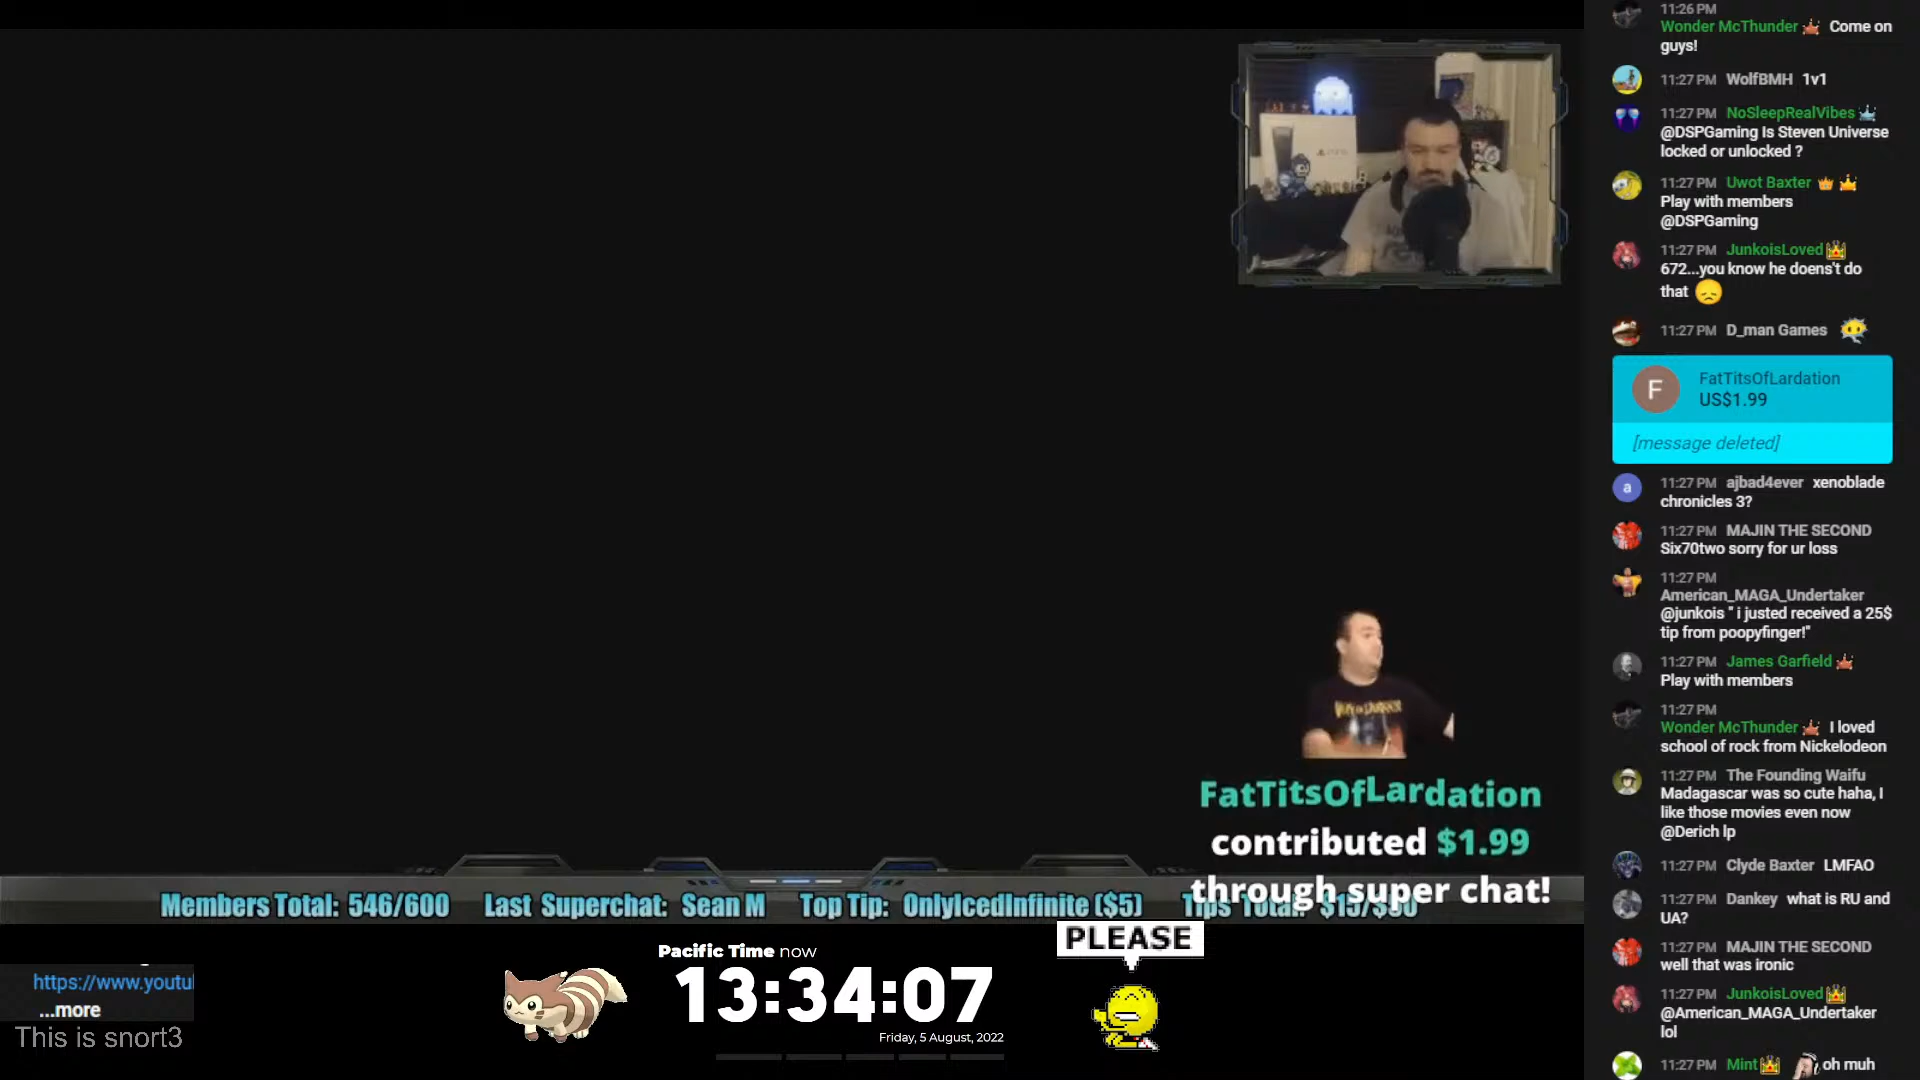 11:26 PM
Wonder McThunder Come on
guys!
11:27 PM WolfBMH 1v1
11:27 PM NoSleepRealVibes
@DSPGaming Is Steven Universe
locked or unlocked ?
11:27 PM Uwot Baxter
Play with members
@DSPGaming
11:27 PM JunkoisLoved
672...you know he doens't do
that
11:27 PM D_man Games
F
FatTitsOfLardation
US$1.99
[message deleted]
a
11:27 PM ajbad4ever xenoblade
chronicles 3?
11:27 PM MAJIN THE SECOND
Six70two sorry for ur loss
11:27 PM
American_MAGA_Undertaker
@junkois " i justed received a 25$
tip from poopyfinger!"
11:27 PM James Garfield
Play with members
11:27 PM
Wonder McThunder I loved
school of rock from Nickelodeon
11:27 PM The Founding Waifu
Madagascar was so cute haha, I
like those movies even now
@Derich lp
11:27 PM Clyde Baxter LMFAO
11:27 PM Dankey what is RU and
UA?
11:27 PM MAJIN THE SECOND
well that was ironic
11:27 PM JunkoisLoved
@American_MAGA_Undertaker
lol
11:27 PM Mint oh muh
FatTitsOfLardation
contributed $1.99
through super chat!
Members Total: 546/600 Last Superchat: Sean M Top Tip: OnlyIcedInfinite ($5) Tips Total:
PLEASE
Pacific Time now
13:34:07
Friday, 5 August, 2022
https://www.youtu
...more
This is snort3